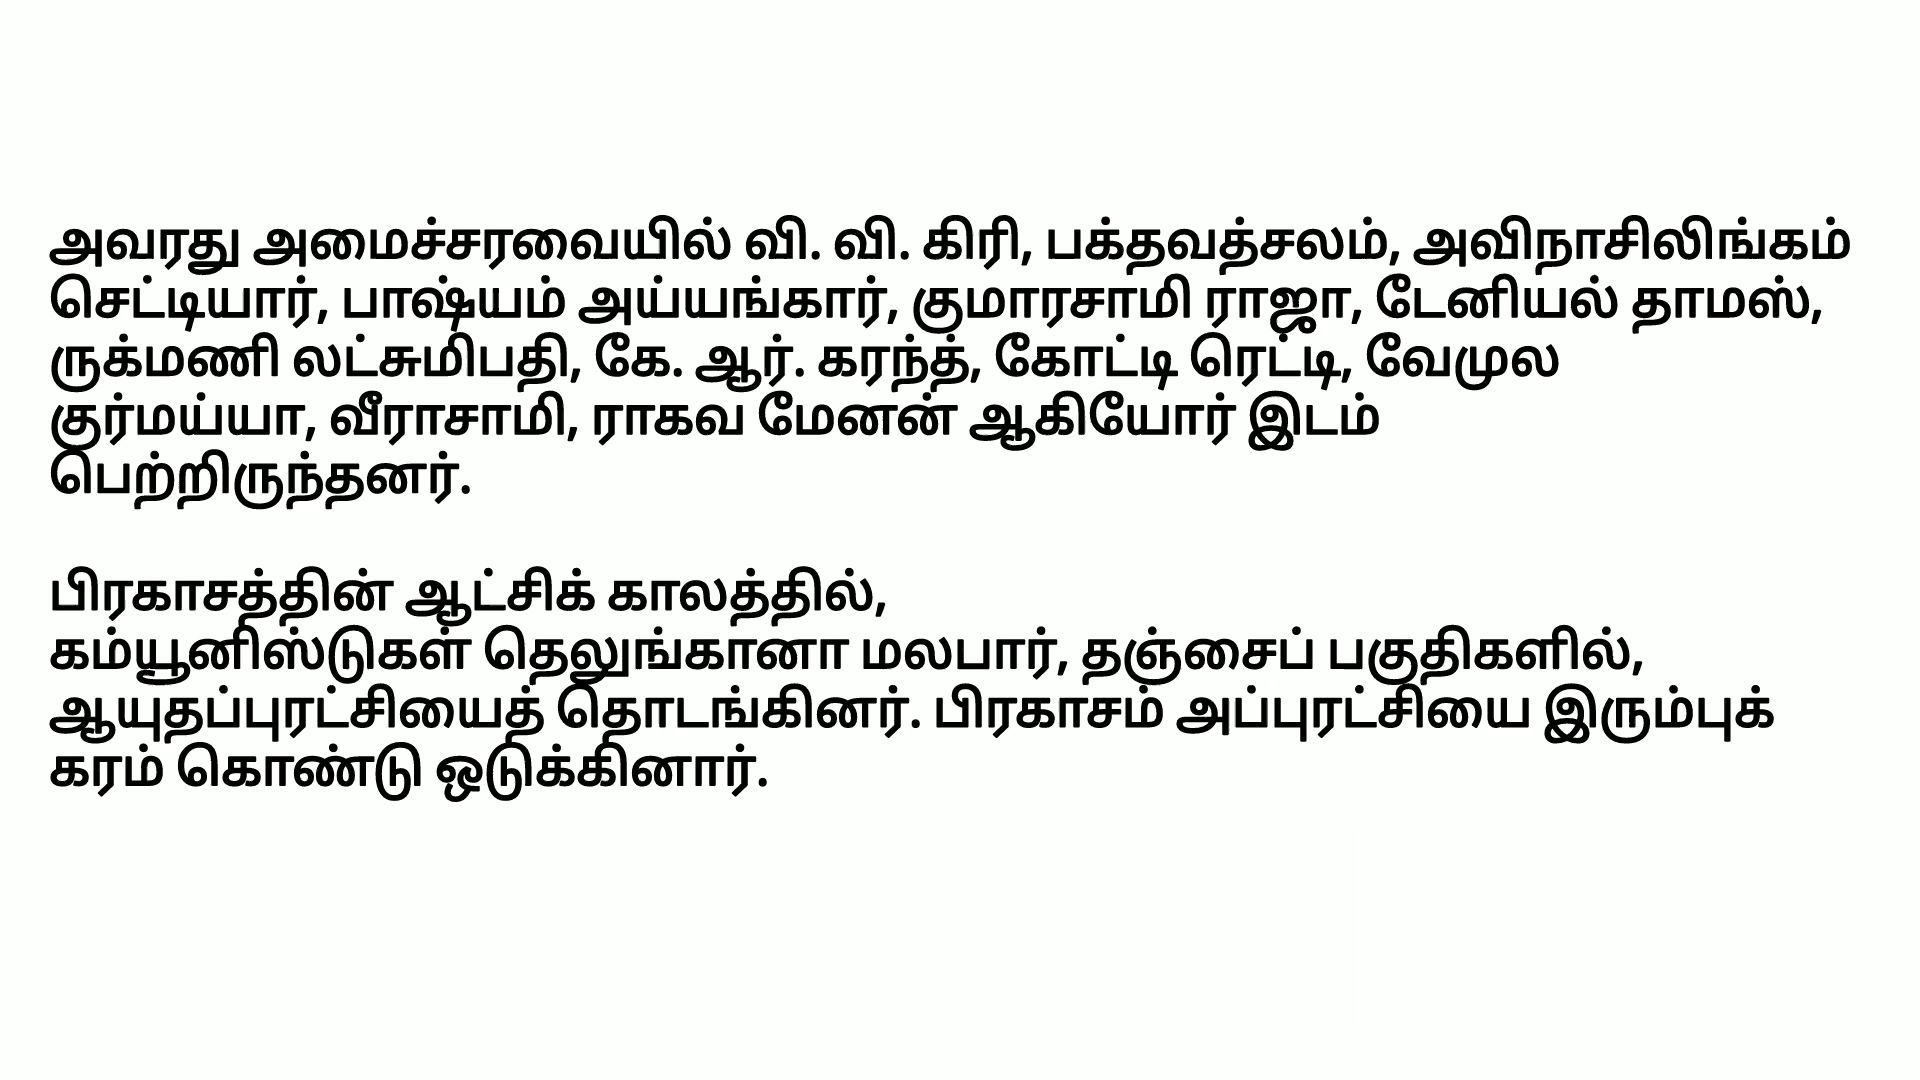 அவரது அமைச்சரவையில் வி. வி. கிரி, பக்தவத்சலம், அவிநாசிலிங்கம்
செட்டியார், பாஷ்யம் அய்யங்கார், குமாரசாமி ராஜா, டேனியல் தாமஸ்,
ருக்மணி லட்சுமிபதி, கே. ஆர். கரந்த், கோட்டி ரெட்டி, வேமுல
குர்மய்யா, வீராசாமி, ராகவ மேனன் ஆகியோர் இடம்
பெற்றிருந்தனர்.
பிரகாசத்தின் ஆட்சிக் காலத்தில்,
கம்யூனிஸ்டுகள் தெலுங்கானா மலபார், தஞ்சைப் பகுதிகளில்,
ஆயுதப்புரட்சியைத் தொடங்கினர். பிரகாசம் அப்புரட்சியை இரும்புக்
கரம் கொண்டு ஒடுக்கினார்.